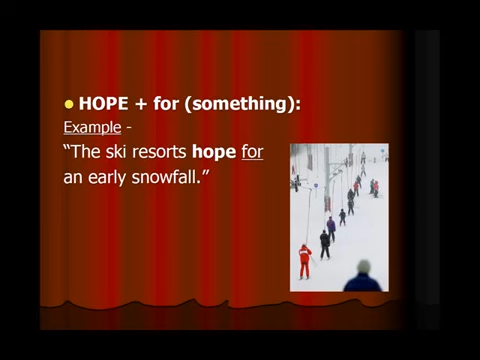 HOPE + for (something):
Example -
“The ski resorts hope for
an early snowfall.”